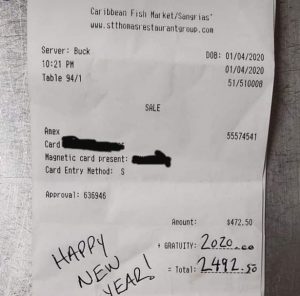 Caribbean Fish Market/Sangrias'
www.stthomasrestaurantgroup.com
Server: Buck DOB: 01/04/2020
10:21 PM 01/04/2020
Table 94/1 51/510008
SALE
Amex 55574541
Card
Magnetic card present:
Card Entry Method: S
Approval: 636946
Amount: $472.50
+ GRATUITY: 2020.00
= Total: 2492.50
HAPPY
NEW
YEAR!